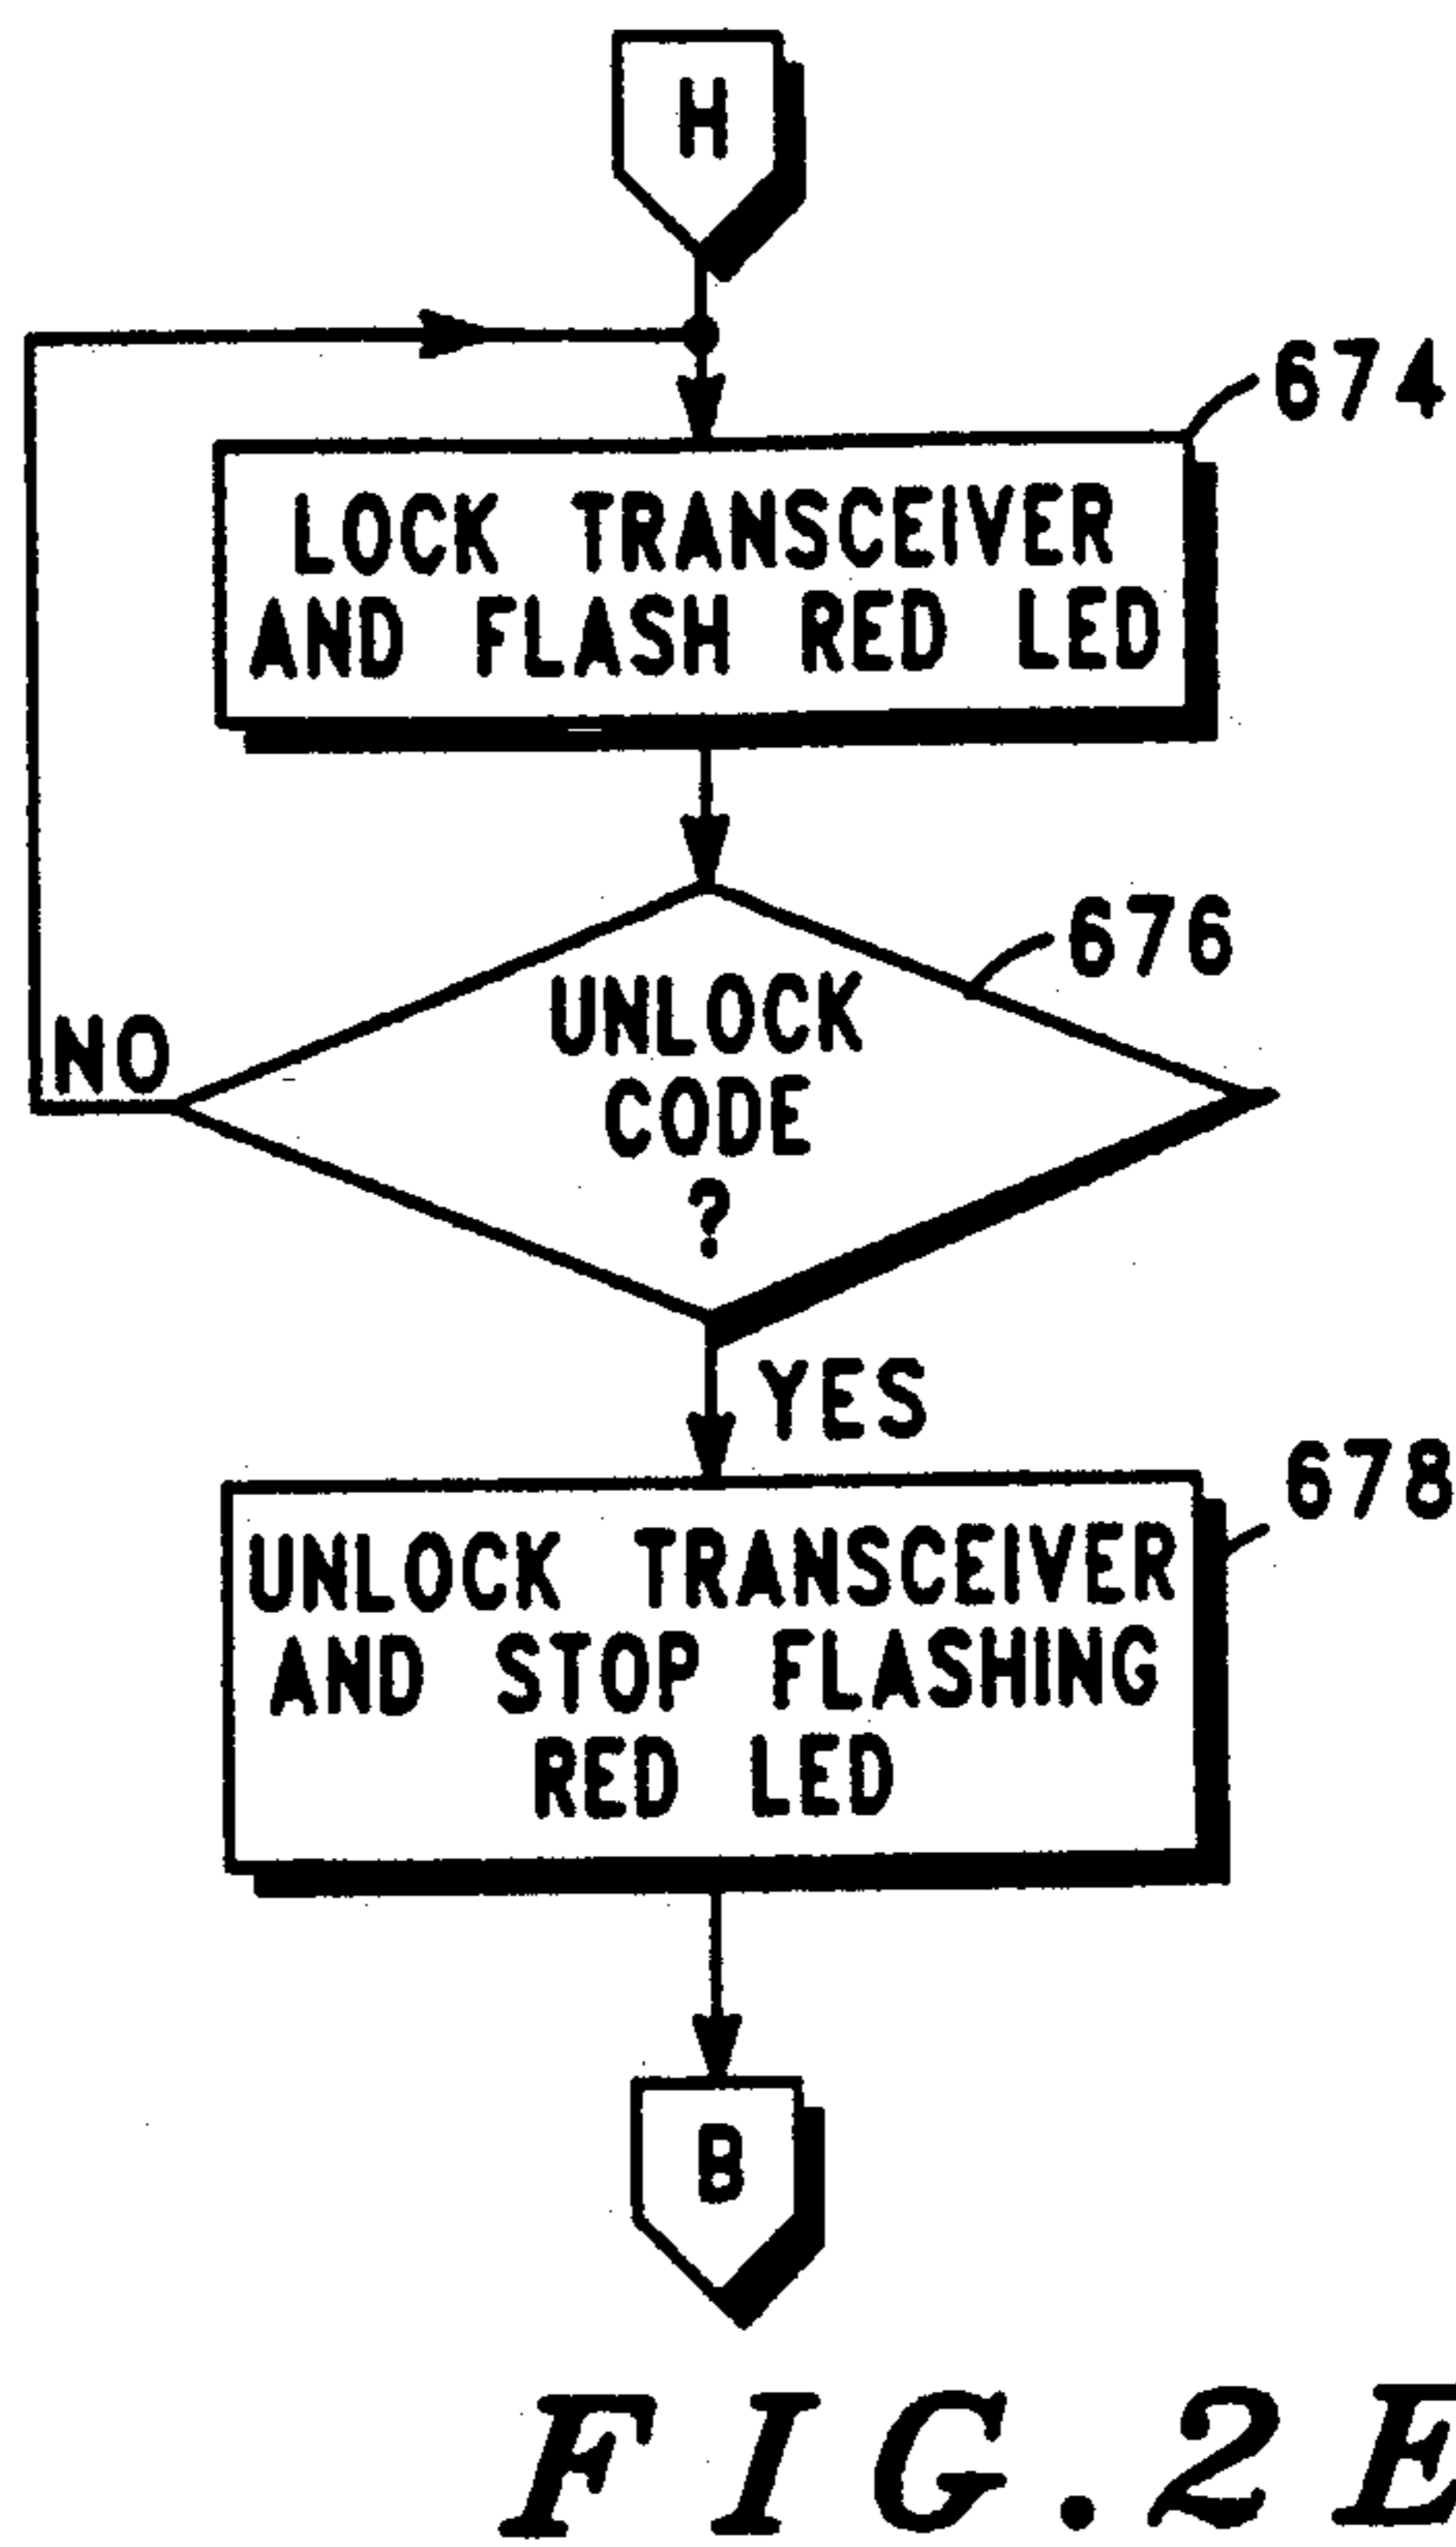 H
674
LOCK TRANSCEIVER
AND FLASH RED LED
676
UNLOCK
CODE
?
NO
YES
678
UNLOCK TRANSCEIVER
AND STOP FLASHING
RED LED
B
FIG.2E